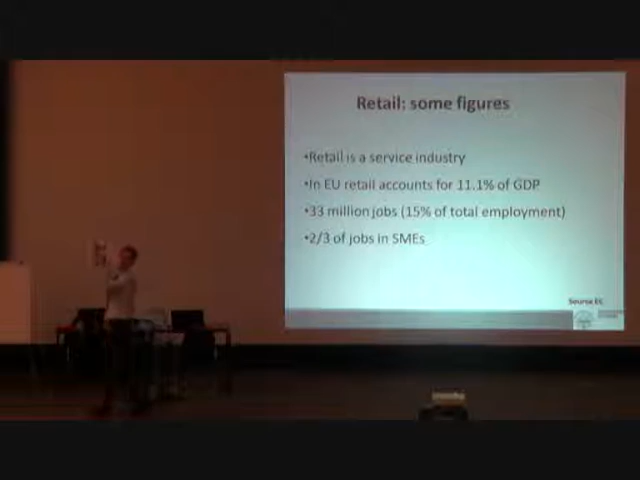 Retail: some figures
•Retail is a service industry
•In EU retail accounts for 11.1% of GDP
•33 million jobs (15% of total employment)
•2/3 of jobs in SMEs
Source EC